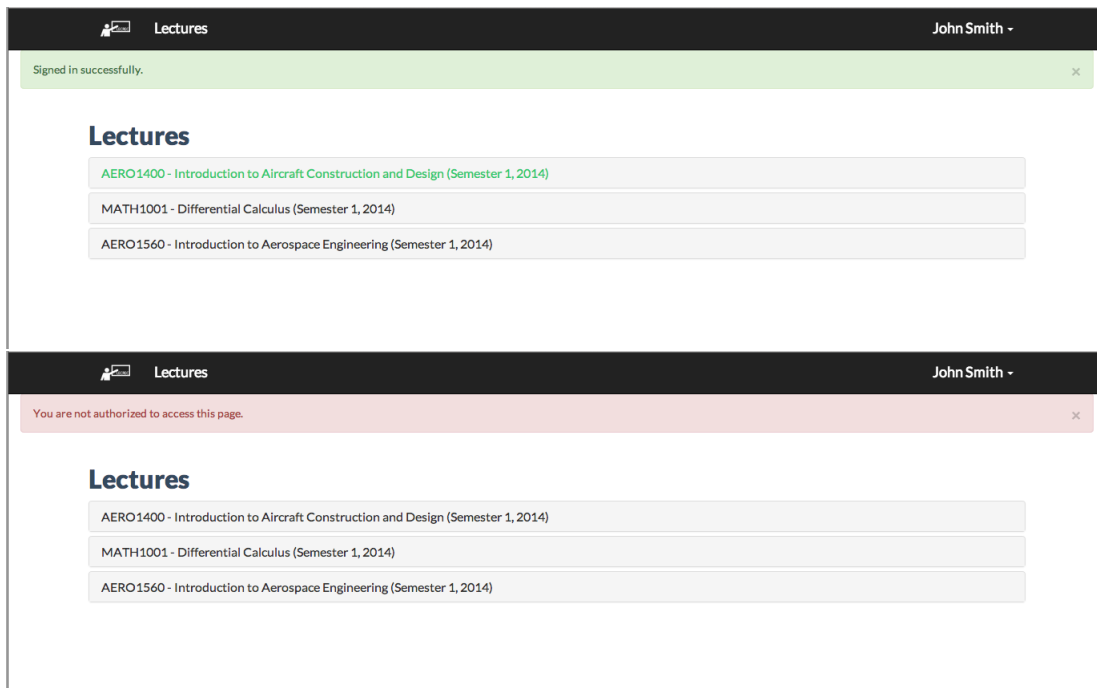 Lectures John Smith
Signed in successfully. ×
Lectures
AERO1400 - Introduction to Aircraft Construction and Design (Semester 1, 2014)
MATH1001 - Differential Calculus (Semester 1, 2014)
AERO1560 - Introduction to Aerospace Engineering (Semester 1, 2014)
Lectures John Smith
You are not authorized to access this page. ×
Lectures
AERO1400 - Introduction to Aircraft Construction and Design (Semester 1, 2014)
MATH1001 - Differential Calculus (Semester 1, 2014)
AERO1560 - Introduction to Aerospace Engineering (Semester 1, 2014)